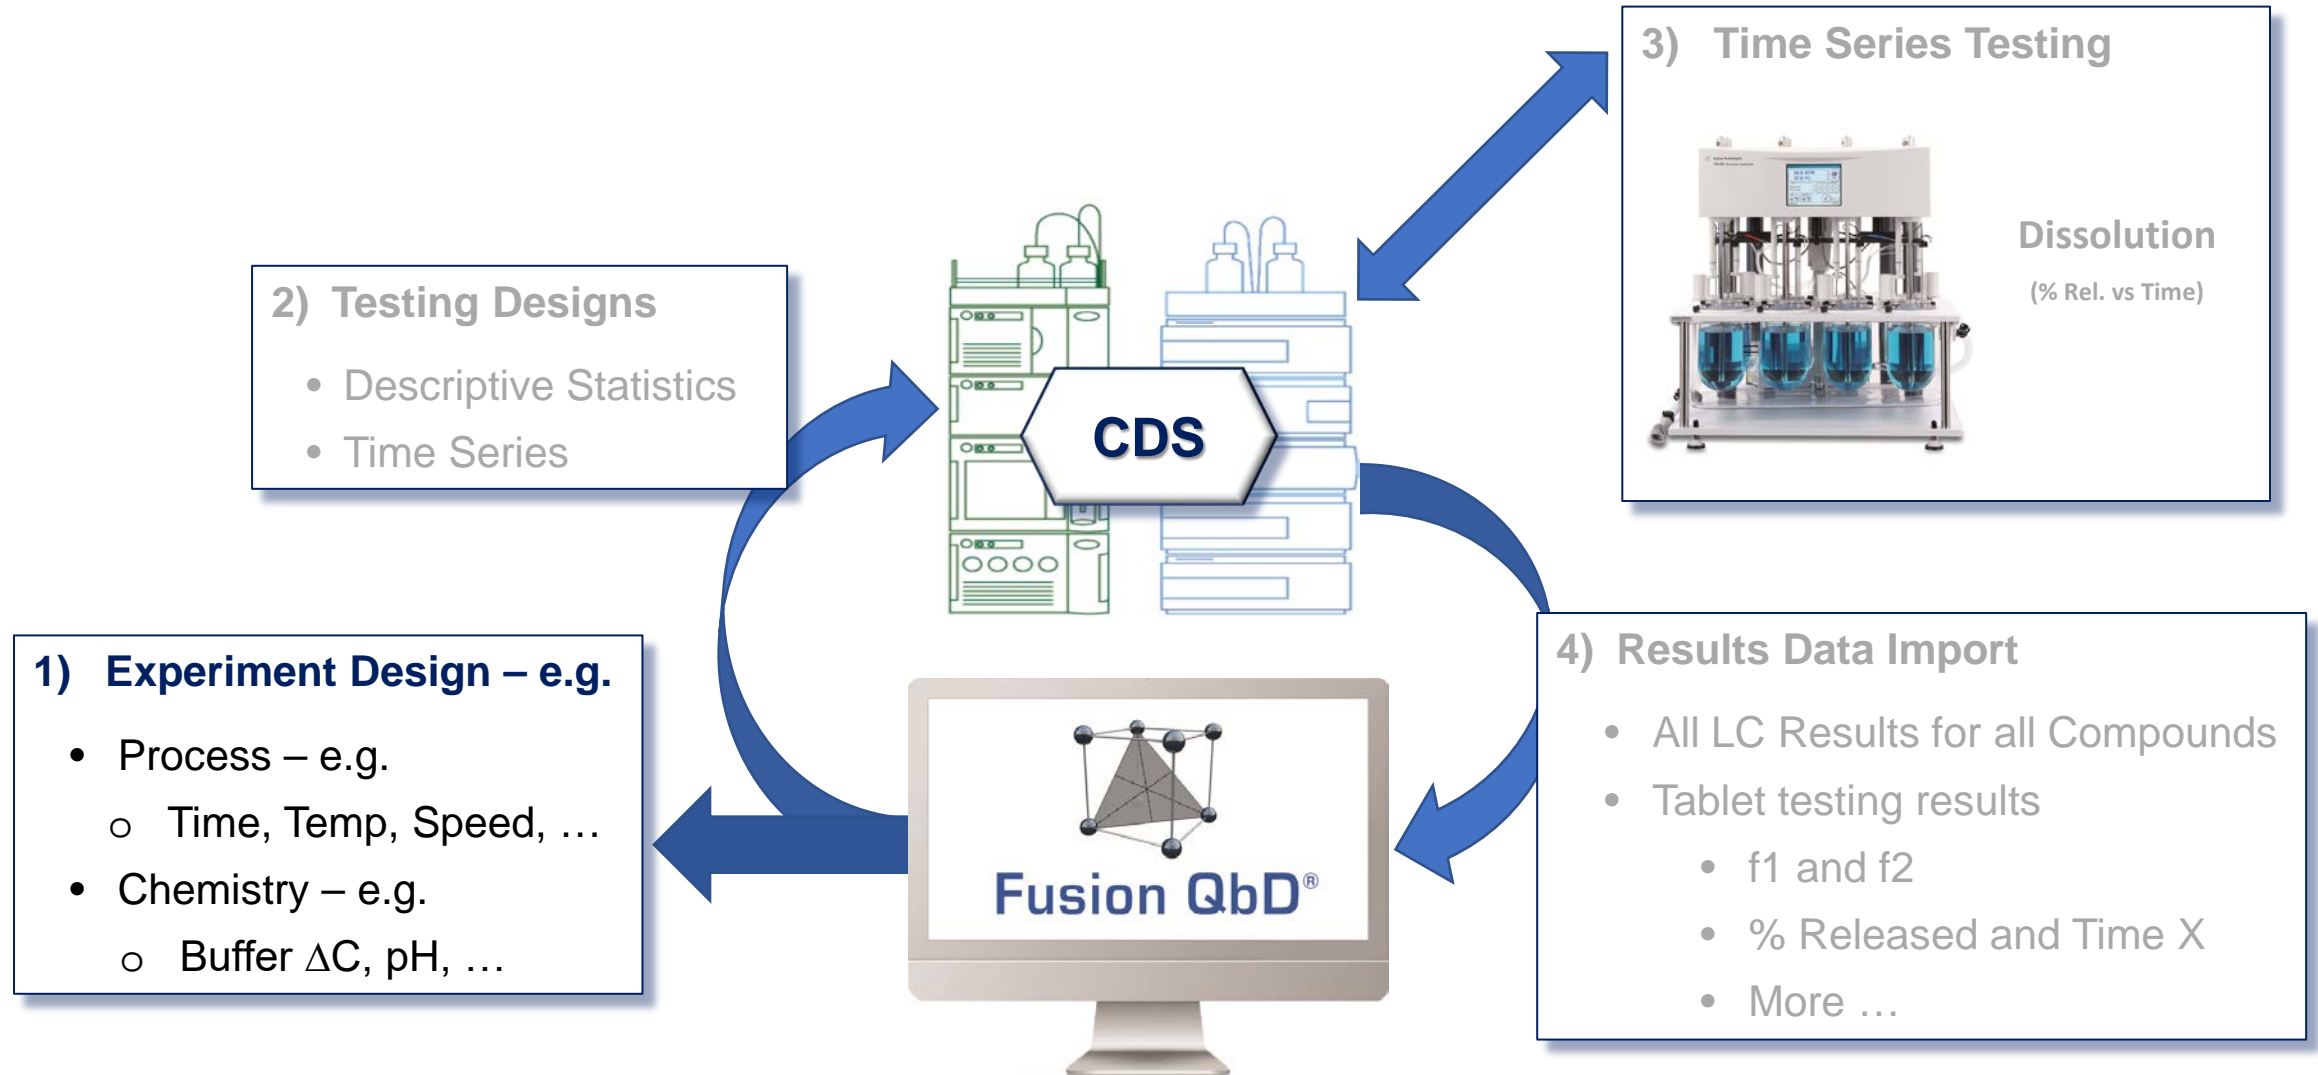 3) Time Series Testing
Dissolution
(% Rel. vs Time)
2) Testing Designs
• Descriptive Statistics
• Time Series
CDS
1) Experiment Design – e.g.
• Process – e.g.
o Time, Temp, Speed, …
• Chemistry – e.g.
o Buffer ∆C, pH, …
Fusion QbD®
4) Results Data Import
• All LC Results for all Compounds
• Tablet testing results
• f1 and f2
• % Released and Time X
• More …